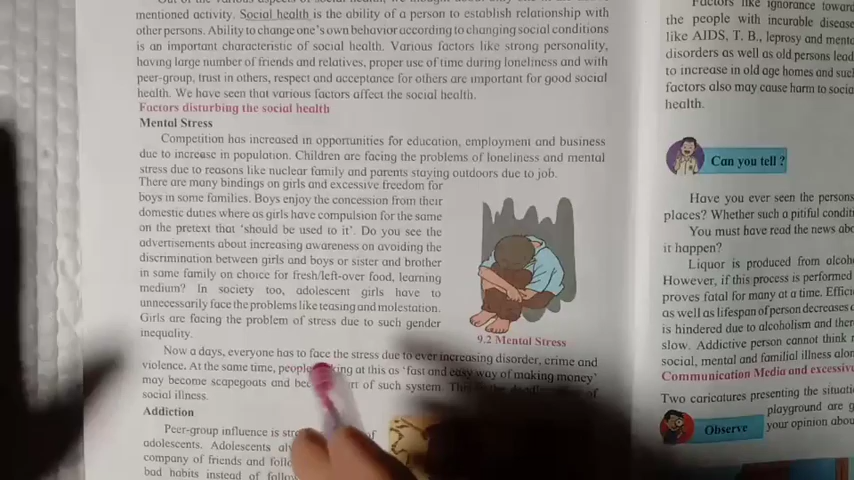 mentioned activity. Social health is the ability of a person to establish relationship with
other persons. Ability to change one's own behavior according to changing social conditions
is an important characteristic of social health. Various factors like strong personality,
having large number of friends and relatives, proper use of time during loneliness and with
peer-group, trust in others, respect and acceptance for others are important for good social
health. We have seen that various factors affect the social health.
Factors disturbing the social health
Mental Stress
Competition has increased in opportunities for education, employment and business
due to increase in population. Children are facing the problems of loneliness and mental
stress due to reasons like nuclear family and parents staying outdoors due to job.
There are many bindings on girls and excessive freedom for
boys in some families. Boys enjoy the concession from their
domestic duties where as girls have compulsion for the same
on the pretext that 'should be used to it'. Do you see the
advertisements about increasing awareness on avoiding the
discrimination between girls and boys or sister and brother
in same family on choice for fresh/left-over food, learning
medium? In society too, adolescent girls have to
unnecessarily face the problems like teasing and molestation.
Girls are facing the problem of stress due to such gender
inequality.
9.2 Mental Stress
Now a days, everyone has to face the stress due to ever increasing disorder, crime and
violence. At the same time, people at this as 'fast and easy way of making money'
may become scapegoats and of such system.
social illness.
Addiction
Peer-group influence is of
adolescents. Adolescents
company of friends and
bad habits instead of
Factors like ignorance toward
the people with incurable disease
like AIDS, T. B., leprosy and
disorders as well as old persons lead
to increase in old age homes and such
factors also may cause harm to
health.
Can you tell ?
Have you ever seen the persons
places? Whether such a pitiful
You must have read the news
it happen?
Liquor is produced from
However, if this process is performed
proves fatal for many at a time.
as well as lifespan of person decreases
is hindered due to alcoholism and
slow. Addictive person cannot think
social, mental and familial illness
Communication Media and
Two caricatures presenting the
playground are
your opinion
Observe